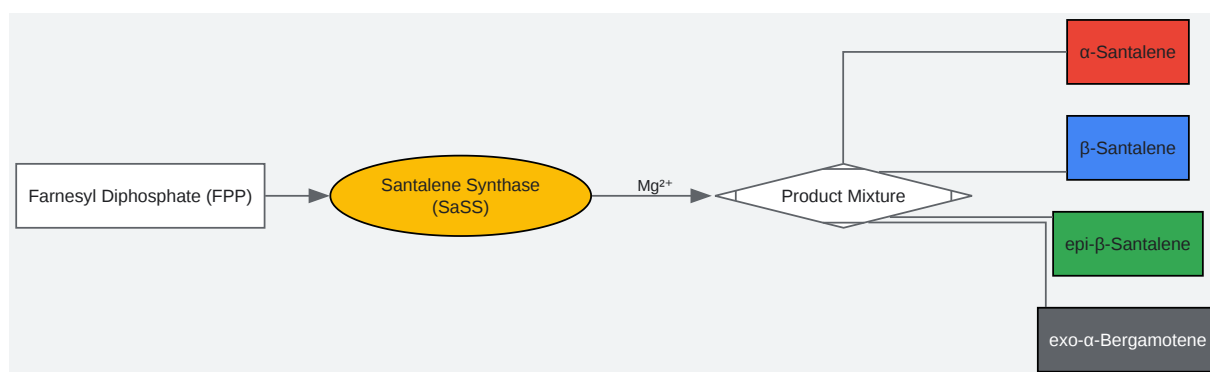 Farnesyl Diphosphate (FPP)
Santalene Synthase
(SaSS)
Mg²⁺
Product Mixture
α-Santalene
β-Santalene
epi-β-Santalene
exo-α-Bergamotene